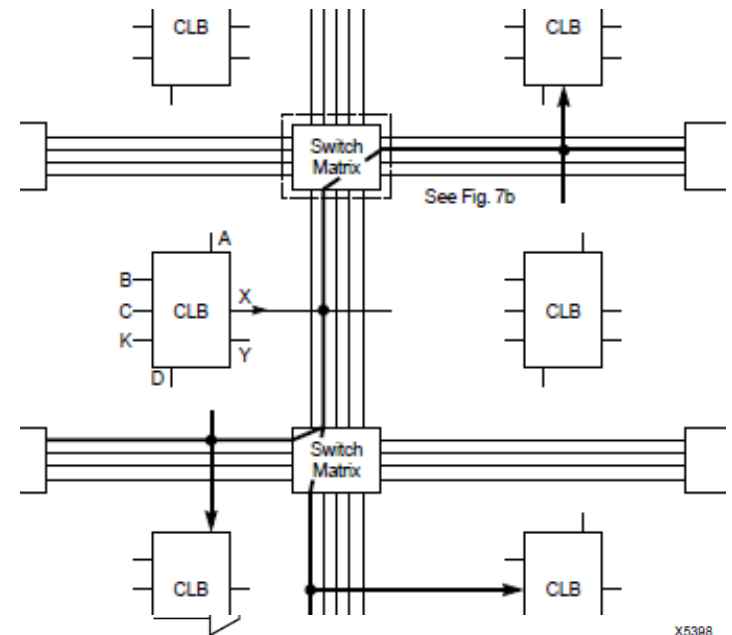 CLB
CLB
Switch
Matrix
See Fig. 7b
A
B
C
K
CLB
X
Y
D
CLB
Switch
Matrix
CLB
CLB
X5398